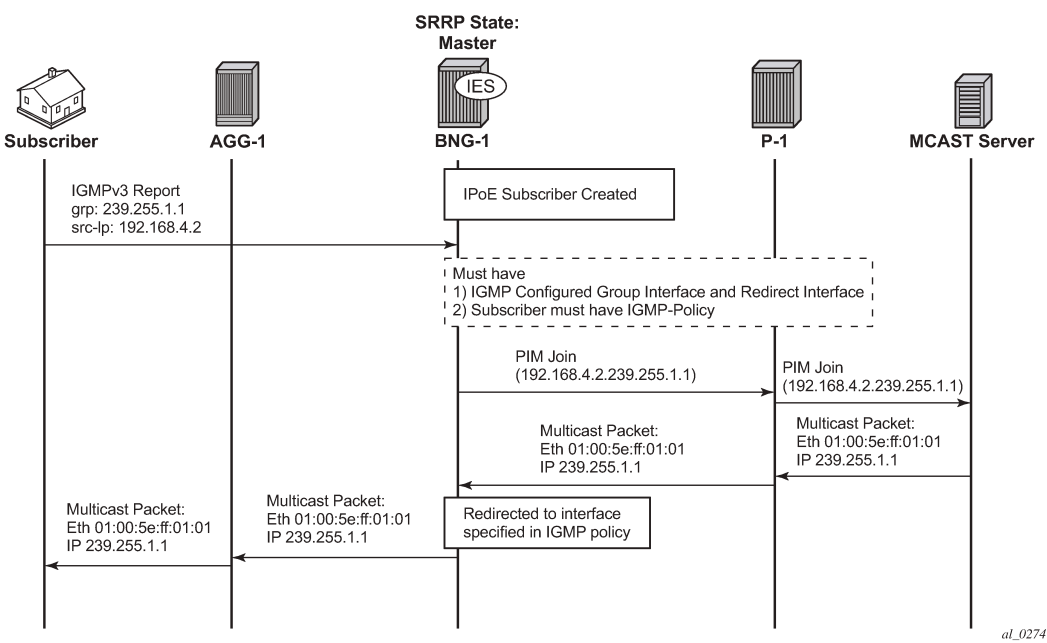 SRRP State:
Master
IES
Subscriber
AGG-1
BNG-1
P-1
MCAST Server
IGMPv3 Report
grp: 239.255.1.1
src-lp: 192.168.4.2
IPoE Subscriber Created
Must have
1) IGMP Configured Group Interface and Redirect Interface
2) Subscriber must have IGMP-Policy
PIM Join
(192.168.4.2.239.255.1.1)
PIM Join
(192.168.4.2.239.255.1.1)
Multicast Packet:
Eth 01:00:5e:ff:01:01
IP 239.255.1.1
Multicast Packet:
Eth 01:00:5e:ff:01:01
IP 239.255.1.1
Redirected to interface
specified in IGMP policy
Multicast Packet:
Eth 01:00:5e:ff:01:01
IP 239.255.1.1
Multicast Packet:
Eth 01:00:5e:ff:01:01
IP 239.255.1.1
al_0274